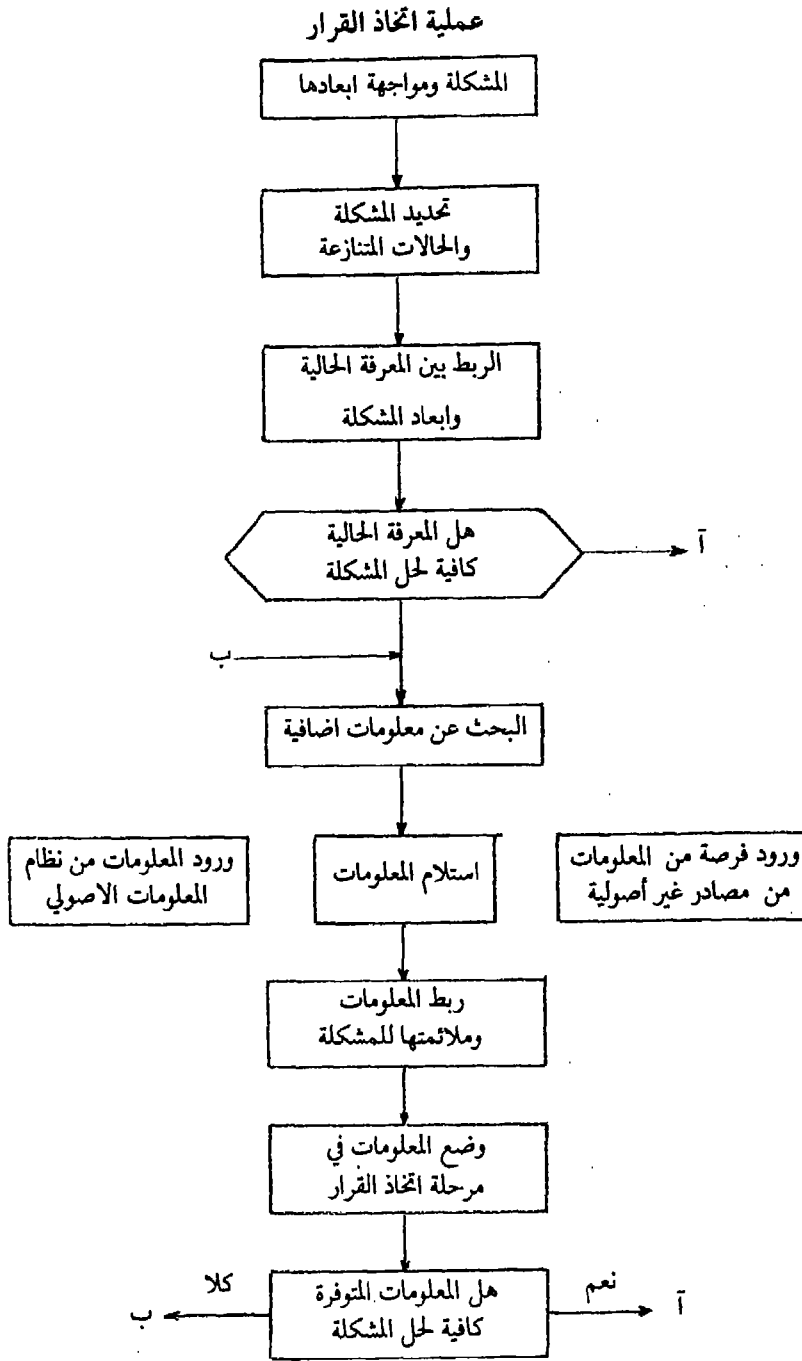 عملية اتخاذ القرار
المشكلة ومواجهة ابعادها
تحديد المشكلة
والحالات المتنازعة
الربط بين المعرفة الحالية
وابعاد المشكلة
هل المعرفة الحالية
كافية لحل المشكلة
آ
ب
البحث عن معلومات اضافية
ورود فرصة من المعلومات
من مصادر غير أصولية
استلام المعلومات
ورود المعلومات من نظام
المعلومات الاصولي
ربط المعلومات
وملائمتها للمشكلة
وضع المعلومات في
مرحلة اتخاذ القرار
هل المعلومات المتوفرة
كافية لحل المشكلة
نعم
آ
كلا
ب